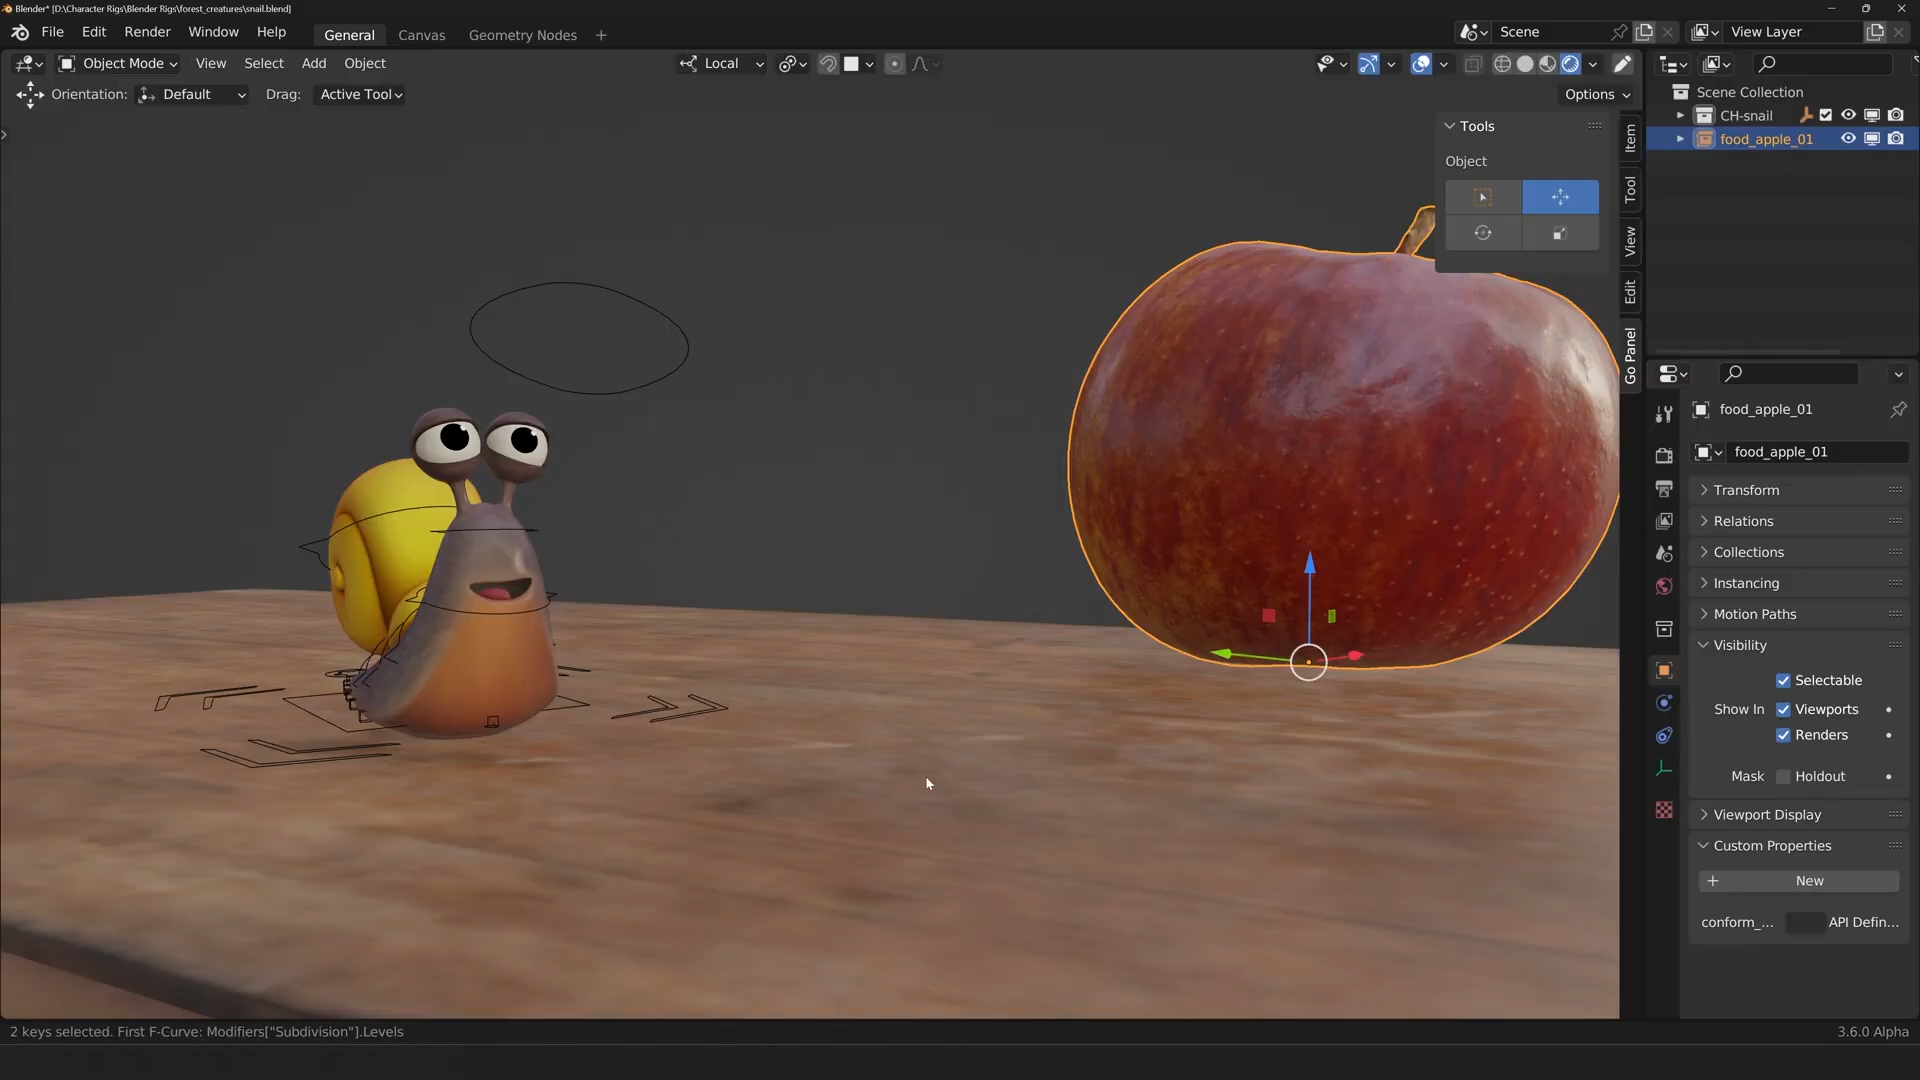 Blender* [D:\Character Rigs\Blender Rigs\forest_creatures\snail.blend]
File Edit Render Window Help
General Canvas Geometry Nodes +
Scene
View Layer
Object Mode View Select Add Object
Local
Orientation: Default Drag: Active Tool
Options
Tools
Object
Item
Tool
View
Edit
Go Panel
Scene Collection
CH-snail
food_apple_01
food_apple_01
food_apple_01
Transform
Relations
Collections
Instancing
Motion Paths
Visibility
Selectable
Show In Viewports
Renders
Mask Holdout
Viewport Display
Custom Properties
+ New
conform_... API Defin...
2 keys selected. First F-Curve: Modifiers["Subdivision"].Levels
3.6.0 Alpha